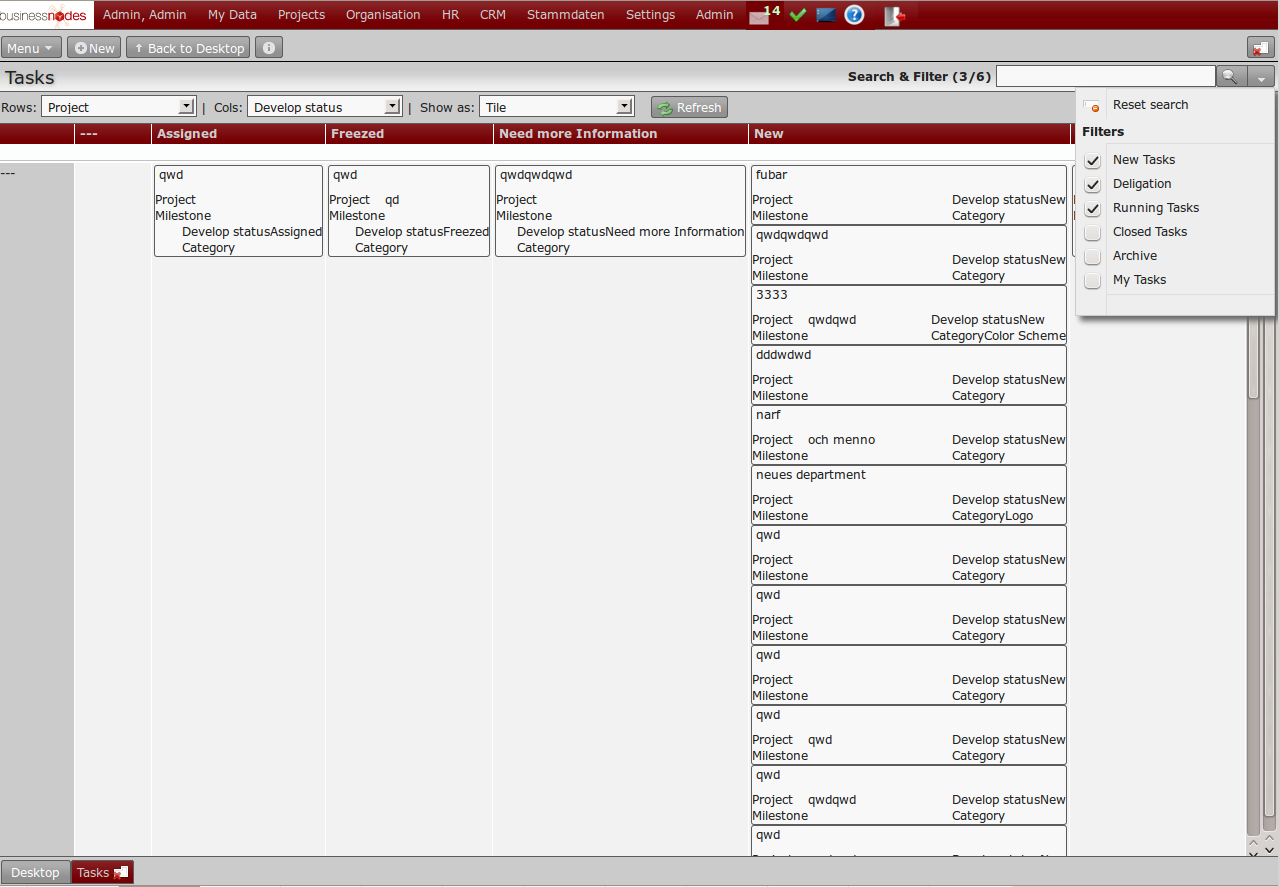 businessnodes Admin, Admin My Data Projects Organisation HR CRM Stammdaten Settings Admin 14
Menu New Back to Desktop
Tasks Search & Filter (3/6)
Rows: Project | Cols: Develop status | Show as: Tile Refresh
Reset search
Filters
New Tasks
Deligation
Running Tasks
Closed Tasks
Archive
My Tasks
--- Assigned Freezed Need more Information New
---
qwd
Project
Milestone
Develop statusAssigned
Category
qwd
Project qd
Milestone
Develop statusFreezed
Category
qwdqwdqwd
Project
Milestone
Develop statusNeed more Information
Category
fubar
Project Develop statusNew
Milestone Category
qwdqwdqwd
Project Develop statusNew
Milestone Category
3333
Project qwdqwd Develop statusNew
Milestone CategoryColor Scheme
dddwdwd
Project Develop statusNew
Milestone Category
narf
Project och menno Develop statusNew
Milestone Category
neues department
Project Develop statusNew
Milestone CategoryLogo
qwd
Project Develop statusNew
Milestone Category
qwd
Project Develop statusNew
Milestone Category
qwd
Project Develop statusNew
Milestone Category
qwd
Project qwd Develop statusNew
Milestone Category
qwd
Project qwdqwd Develop statusNew
Milestone Category
qwd
Desktop Tasks